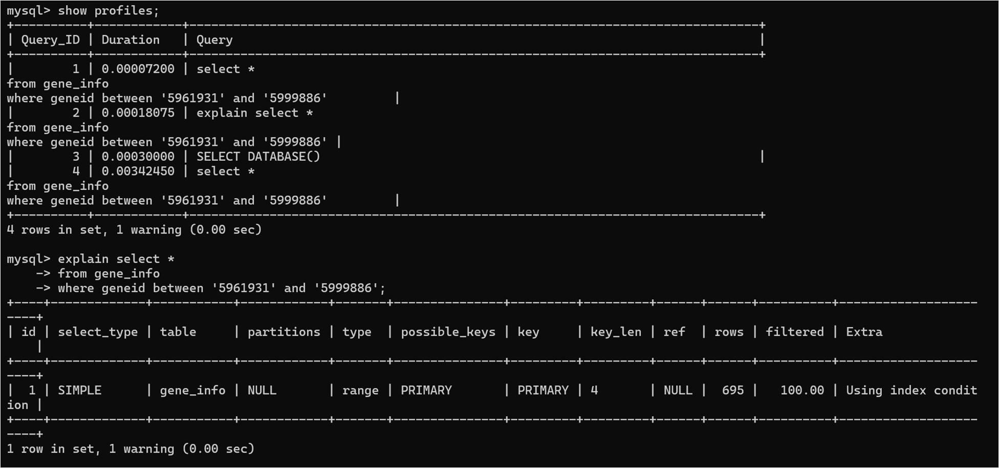 mysql> show profiles;
+----------+------------+------------------------------------------------------------------------------+
| Query_ID | Duration   | Query                                                                        |
+----------+------------+------------------------------------------------------------------------------+
|        1 | 0.00007200 | select *
from gene_info
where geneid between '5961931' and '5999886'         |
|        2 | 0.00018075 | explain select *
from gene_info
where geneid between '5961931' and '5999886' |
|        3 | 0.00030000 | SELECT DATABASE()                                                            |
|        4 | 0.00342450 | select *
from gene_info
where geneid between '5961931' and '5999886'         |
+----------+------------+------------------------------------------------------------------------------+
4 rows in set, 1 warning (0.00 sec)

mysql> explain select *
    -> from gene_info
    -> where geneid between '5961931' and '5999886';
+----+-------------+-----------+------------+-------+---------------+---------+---------+------+------+----------+-------------------
----+
| id | select_type | table     | partitions | type  | possible_keys | key     | key_len | ref  | rows | filtered | Extra
    |
+----+-------------+-----------+------------+-------+---------------+---------+---------+------+------+----------+-------------------
----+
|  1 | SIMPLE      | gene_info | NULL       | range | PRIMARY       | PRIMARY | 4       | NULL |  695 |   100.00 | Using index condit
ion |
+----+-------------+-----------+------------+-------+---------------+---------+---------+------+------+----------+-------------------
----+
1 row in set, 1 warning (0.00 sec)